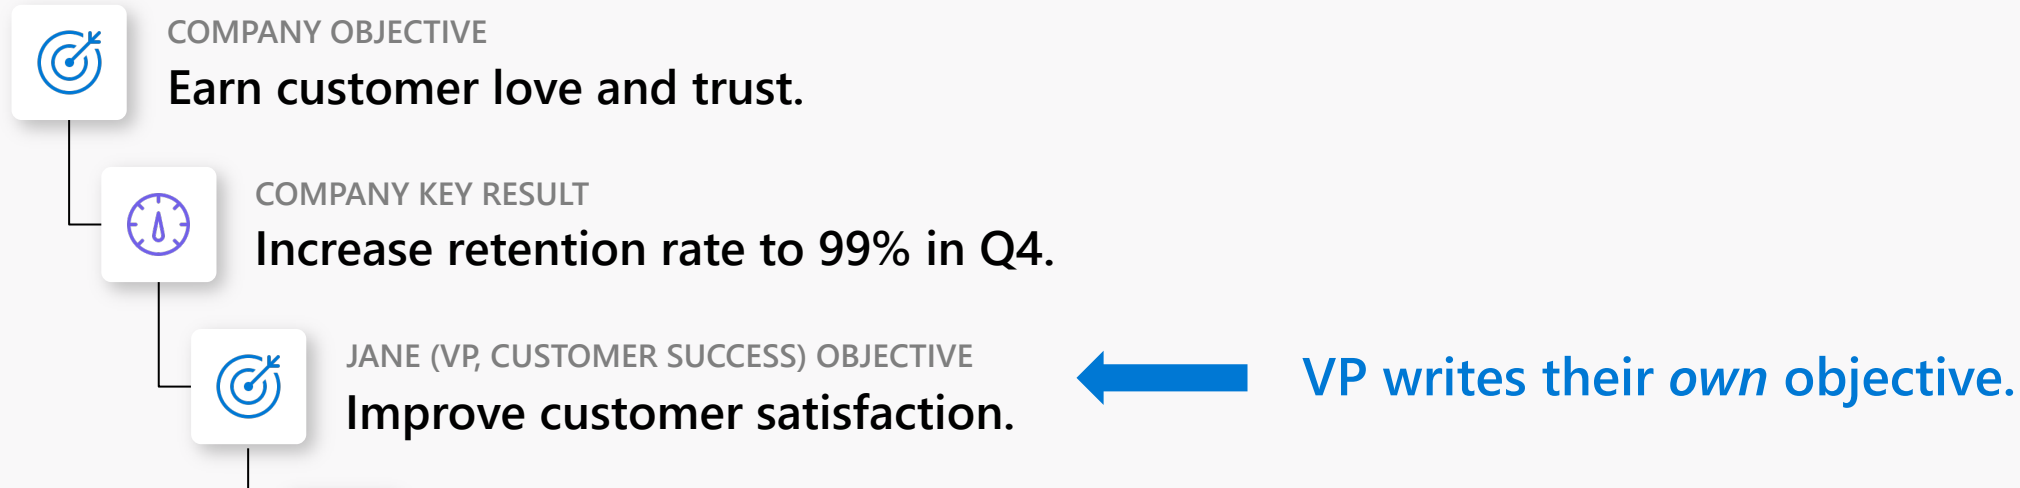 COMPANY OBJECTIVE
Earn customer love and trust.
COMPANY KEY RESULT
Increase retention rate to 99% in Q4.
JANE (VP, CUSTOMER SUCCESS) OBJECTIVE
Improve customer satisfaction.
VP writes their own objective.